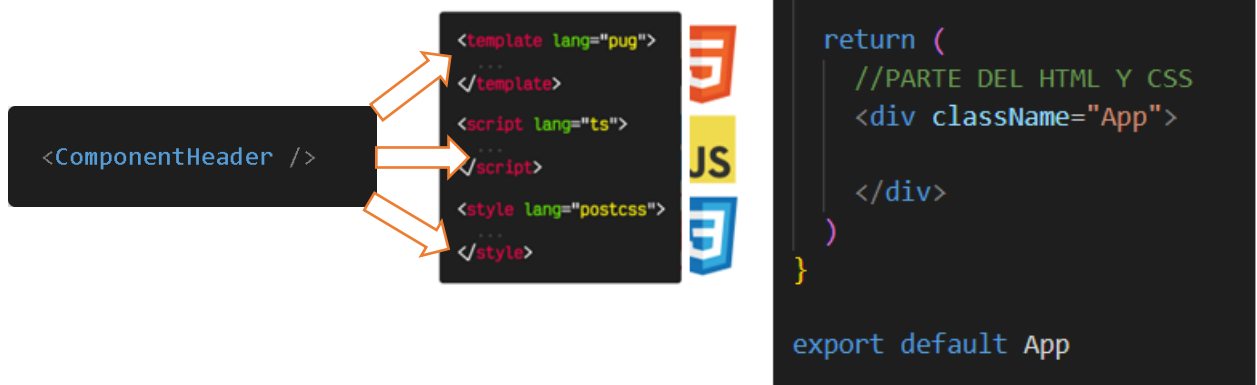 <ComponentHeader />
<template lang="pug">
...
</template>
<script lang="ts">
...
</script>
<style lang="postcss">
...
</style>
JS
return (
//PARTE DEL HTML Y CSS
<div className="App">
</div>
)
}
export default App